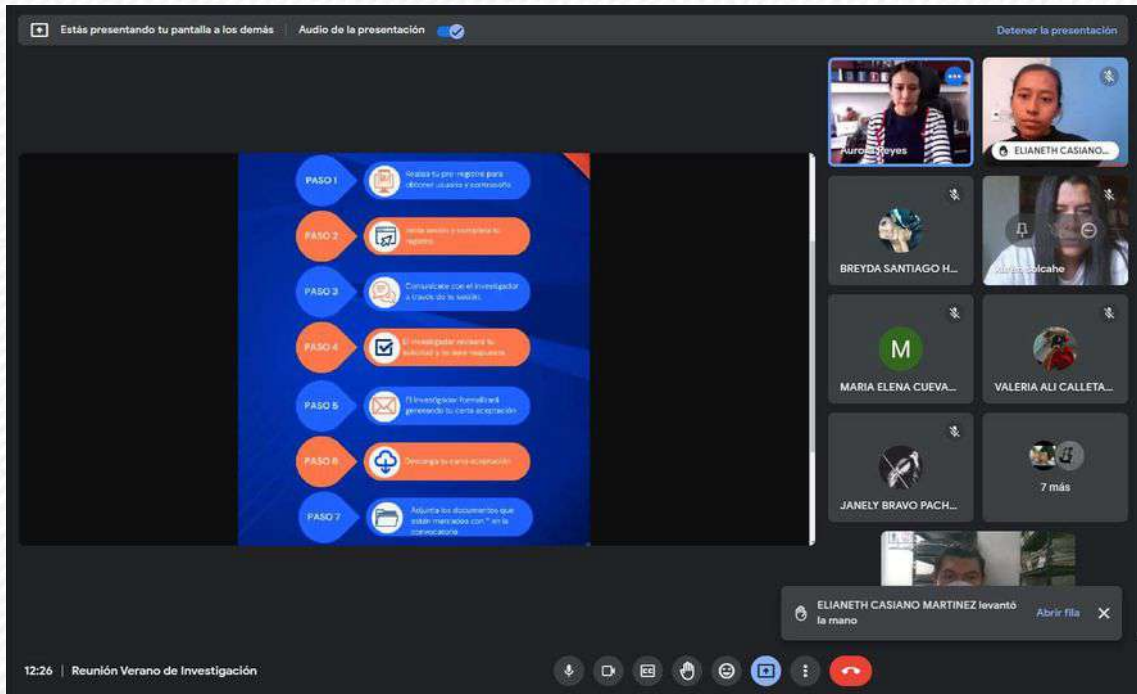 Estás presentando tu pantalla a los demás
Audio de la presentación
Detener la presentación
PASO 1
Realiza tu pre-registro para
obtener usuario y contraseña
PASO 2
Inicia sesión y completa tu
registro.
PASO 3
Comunícate con el investigador
a través de tu sesión.
PASO 4
El investigador revisará tu
solicitud y te dará respuesta.
PASO 5
El investigador formalizará
generando tu carta aceptación
PASO 6
Descarga tu carta aceptación
PASO 7
Adjunta los documentos que
están marcados con * en la
convocatoria.
Aurora Reyes
ELIANETH CASIANO...
BREYDA SANTIAGO H...
MARIA ELENA CUEVA...
M
VALERIA ALI CALLETA...
JANELY BRAVO PACH...
7 más
ELIANETH CASIANO MARTINEZ levantó
la mano
Abrir fila
12:26 | Reunión Verano de Investigación